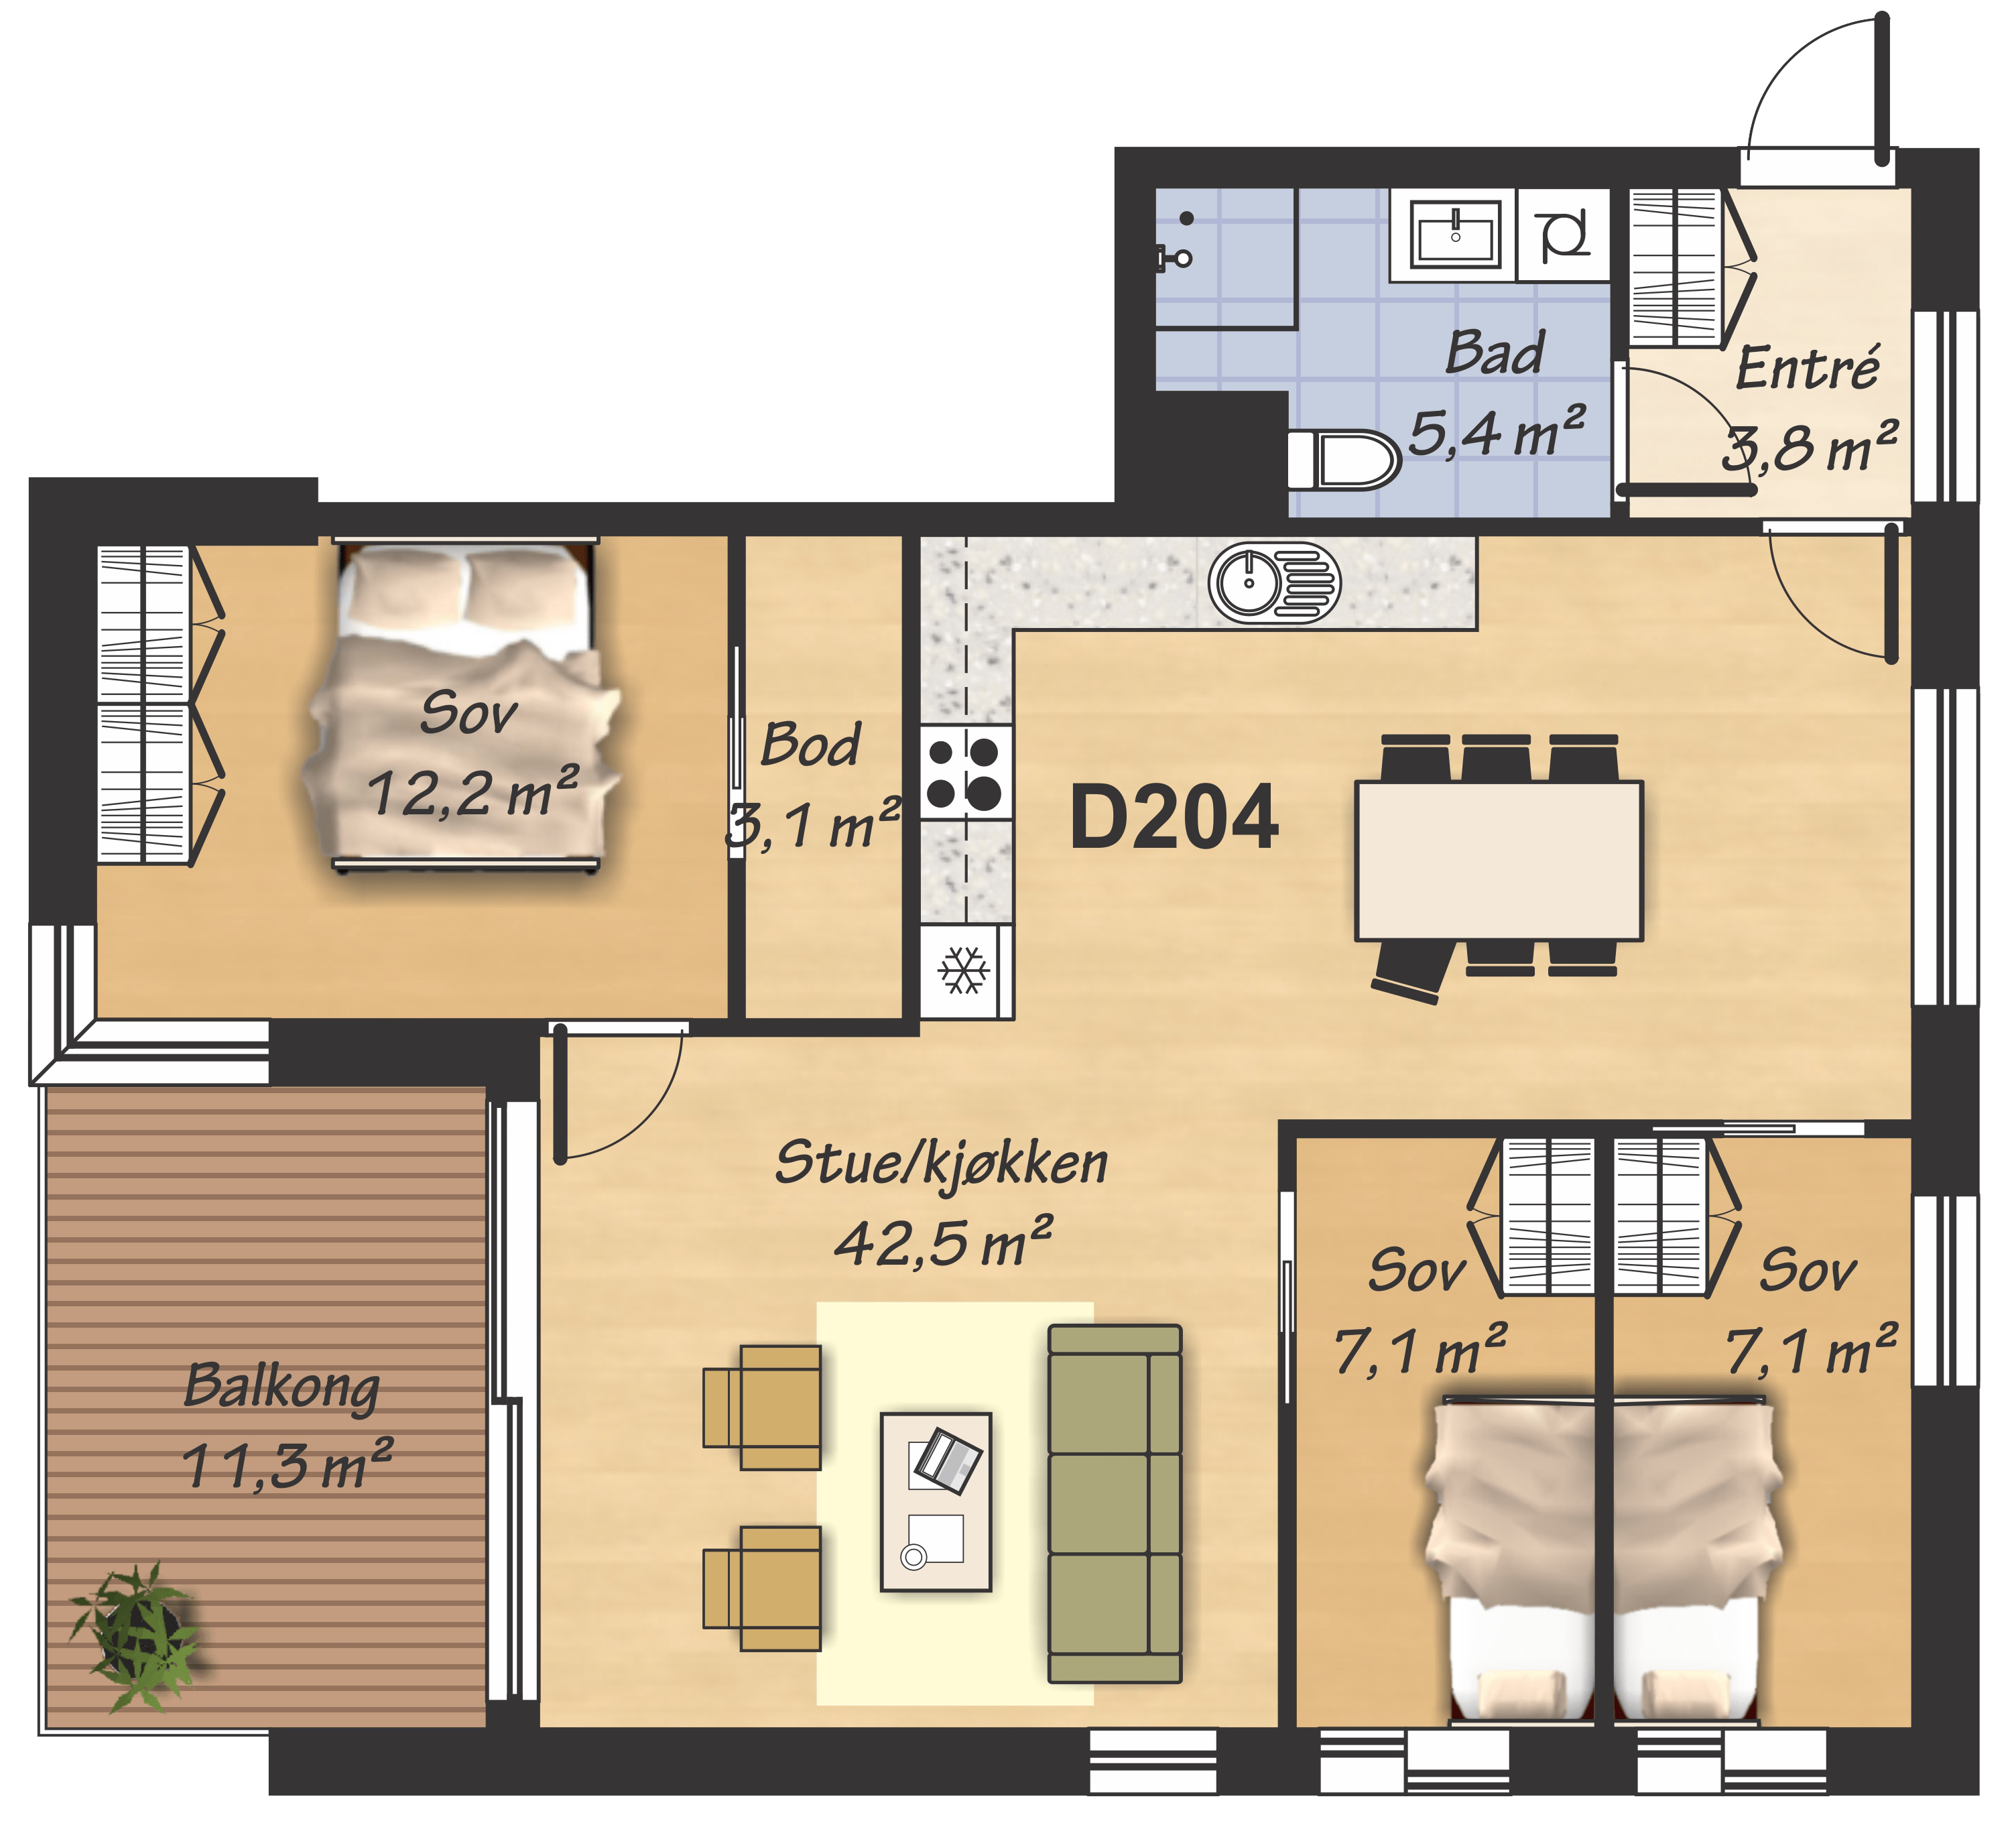 Bad
5,4 m²
Entré
3,8 m²
Sov
12,2 m²
Bod
3,1 m²
D204
Stue/kjøkken
42,5 m²
Sov
7,1 m²
Sov
7,1 m²
Balkong
11,3 m²